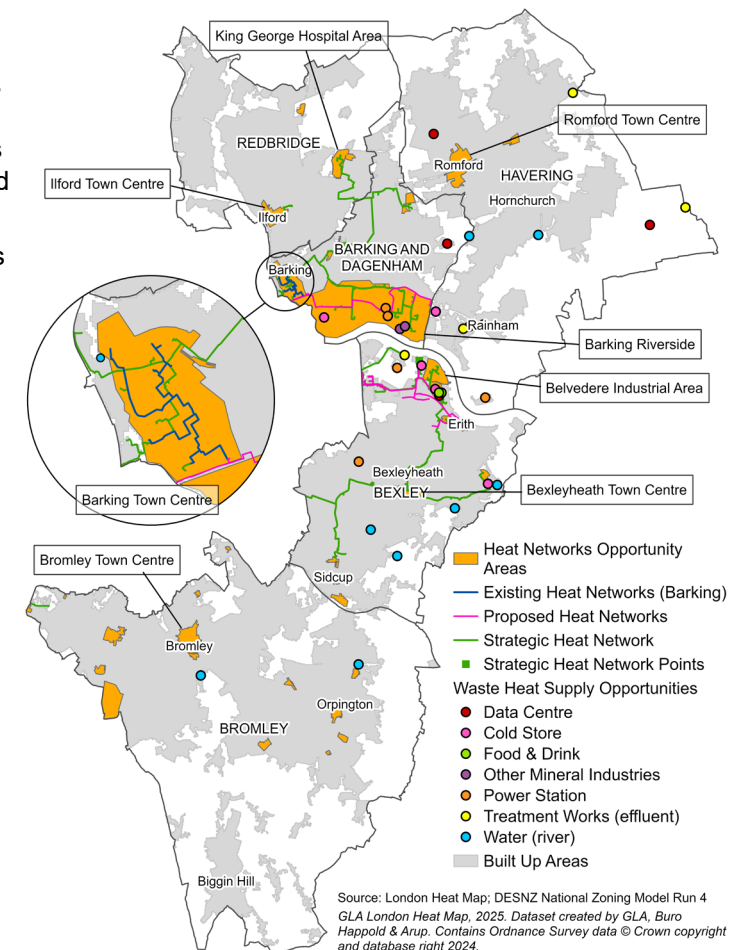 King George Hospital Area
Romford Town Centre
REDBRIDGE
Romford
HAVERING
Ilford Town Centre
Hornchurch
Ilford
BARKING AND
DAGENHAM
Barking
Rainham
Barking Riverside
Belvedere Industrial Area
Erith
Bexleyheath
BEXLEY
Bexleyheath Town Centre
Barking Town Centre
Bromley Town Centre
Sidcup
Bromley
Orpington
BROMLEY
Biggin Hill
Heat Networks Opportunity
Areas
Existing Heat Networks (Barking)
Proposed Heat Networks
Strategic Heat Network
Strategic Heat Network Points
Waste Heat Supply Opportunities
Data Centre
Cold Store
Food & Drink
Other Mineral Industries
Power Station
Treatment Works (effluent)
Water (river)
Built Up Areas
Source: London Heat Map; DESNZ National Zoning Model Run 4
GLA London Heat Map, 2025. Dataset created by GLA, Buro
Happold & Arup. Contains Ordnance Survey data © Crown copyright
and database right 2024.